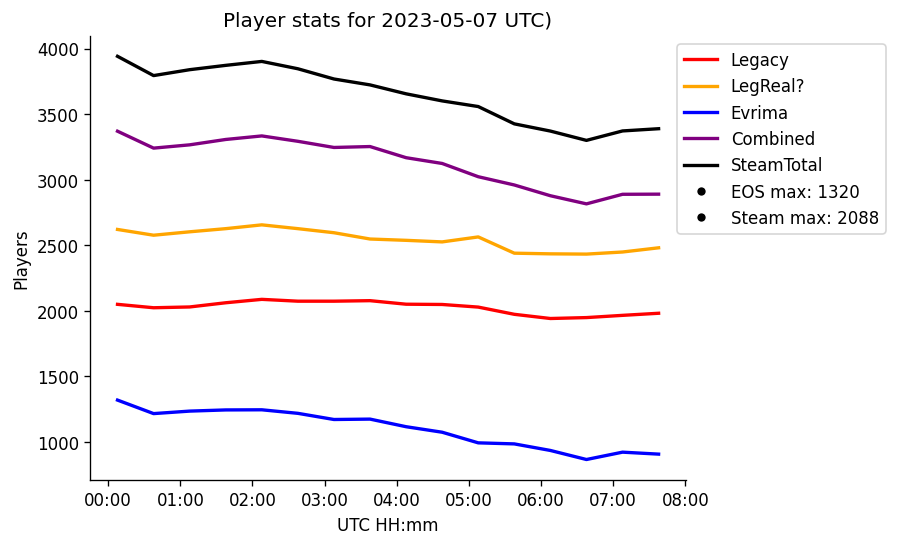 Player stats for 2023-05-07 UTC)
4000
3500
3000
2500
2000
1500
1000
Players
00:00 01:00 02:00 03:00 04:00 05:00 06:00 07:00 08:00
UTC HH:mm
Legacy
LegReal?
Evrima
Combined
SteamTotal
EOS max: 1320
Steam max: 2088